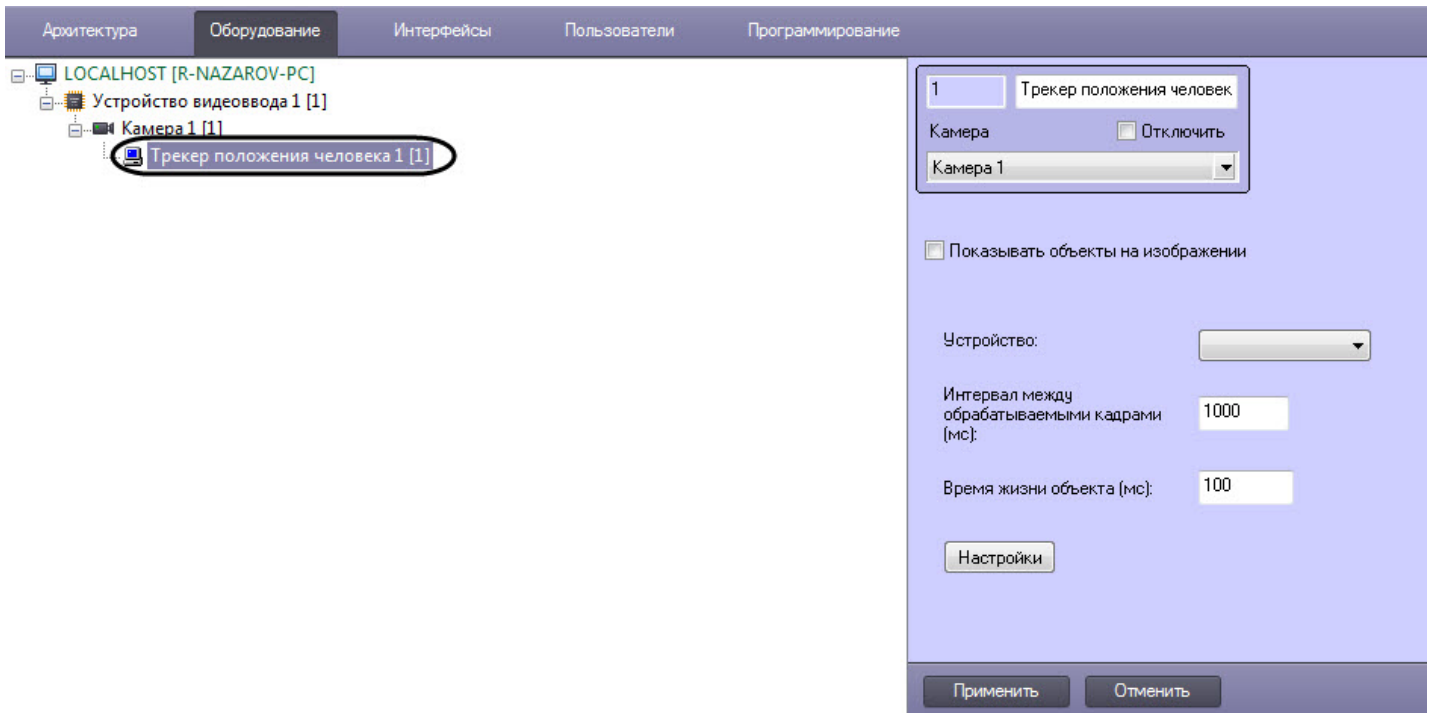 Архитектура Оборудование Интерфейсы Пользователи Программирование
LOCALHOST [R-NAZAROV-PC]
Устройство видеоввода 1 [1]
Камера 1 [1]
Трекер положения человека 1 [1]
1 Трекер положения человек
Камера Отключить
Камера 1
Показывать объекты на изображении
Устройство:
Интервал между
обрабатываемыми кадрами
(мс):
1000
Время жизни объекта (мс): 100
Настройки
Применить Отменить